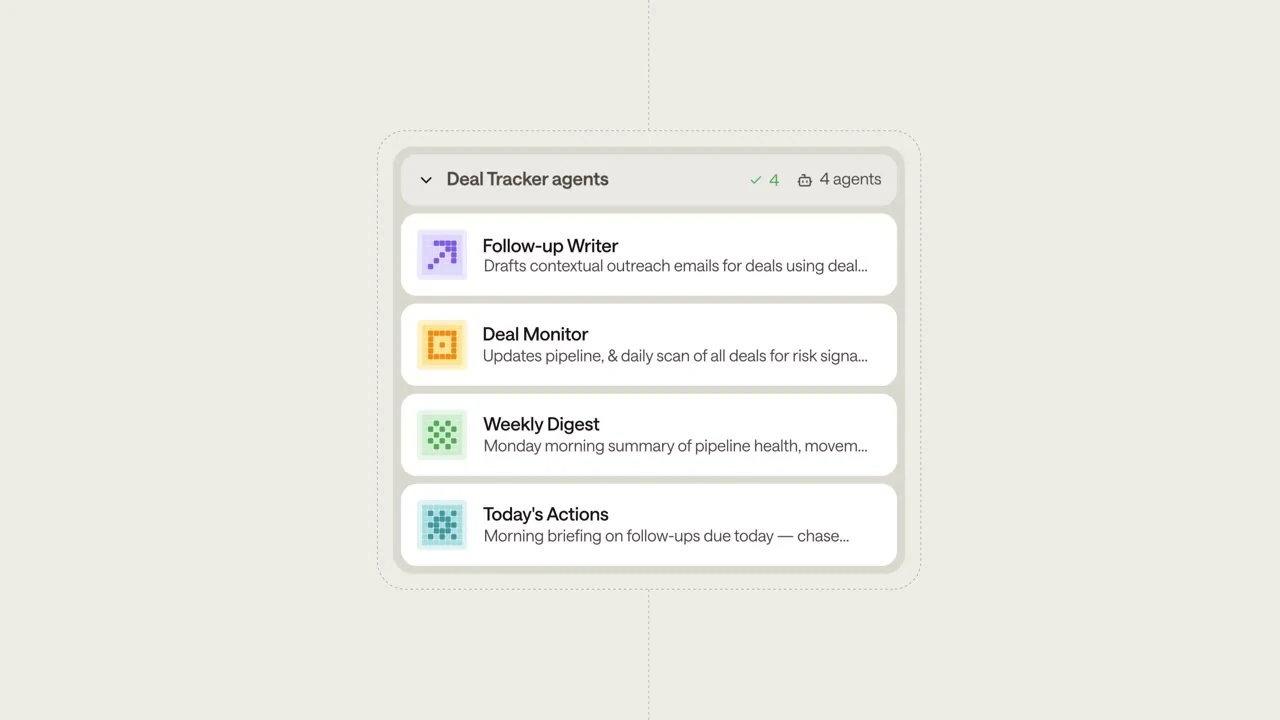 Deal Tracker agents
4
4 agents
Follow-up Writer
Drafts contextual outreach emails for deals using deal...
Deal Monitor
Updates pipeline, & daily scan of all deals for risk signa...
Weekly Digest
Monday morning summary of pipeline health, movem...
Today's Actions
Morning briefing on follow-ups due today — chase...